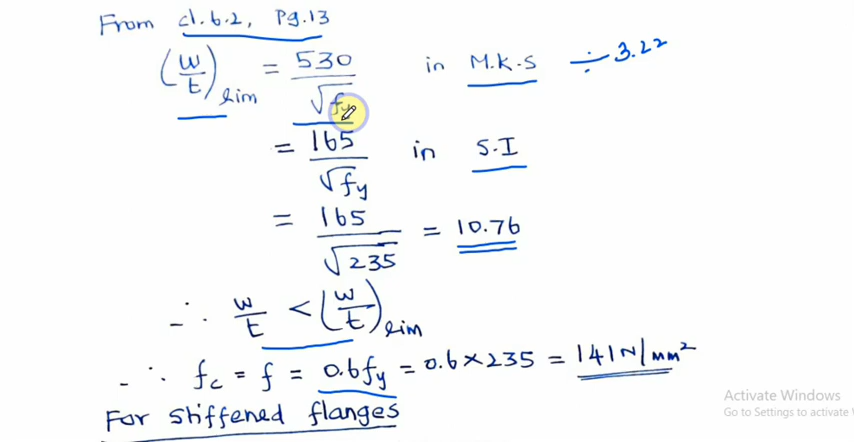 From cl.6.2, Pg.13
(w/t)lim = 530/√fy in M.K.S ÷ 3.22
= 165/√fy in S.I
= 165/√235 = 10.76
∴ w/t < (w/t)lim
∴ fc = f = 0.6fy = 0.6×235 = 141N/mm²
For stiffened flanges
Activate Windows
Go to Settings to activate W